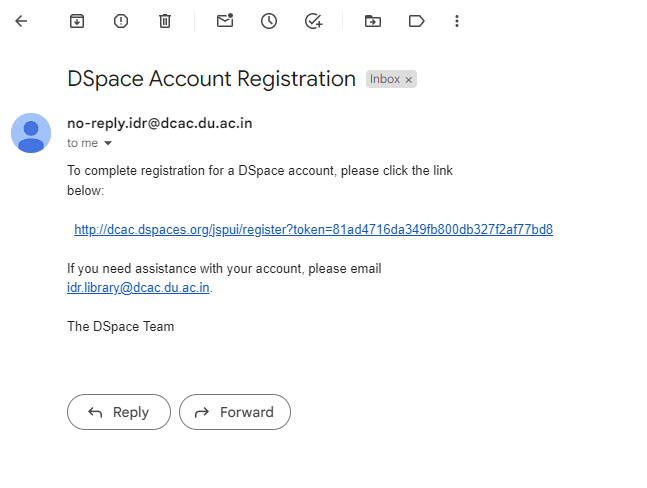 DSpace Account Registration
Inbox ×
no-reply.idr@dcac.du.ac.in
to me
To complete registration for a DSpace account, please click the link
below:
http://dcac.dspaces.org/jspui/register?token=81ad4716da349fb800db327f2af77bd8
If you need assistance with your account, please email
idr.library@dcac.du.ac.in.
The DSpace Team
Reply
Forward